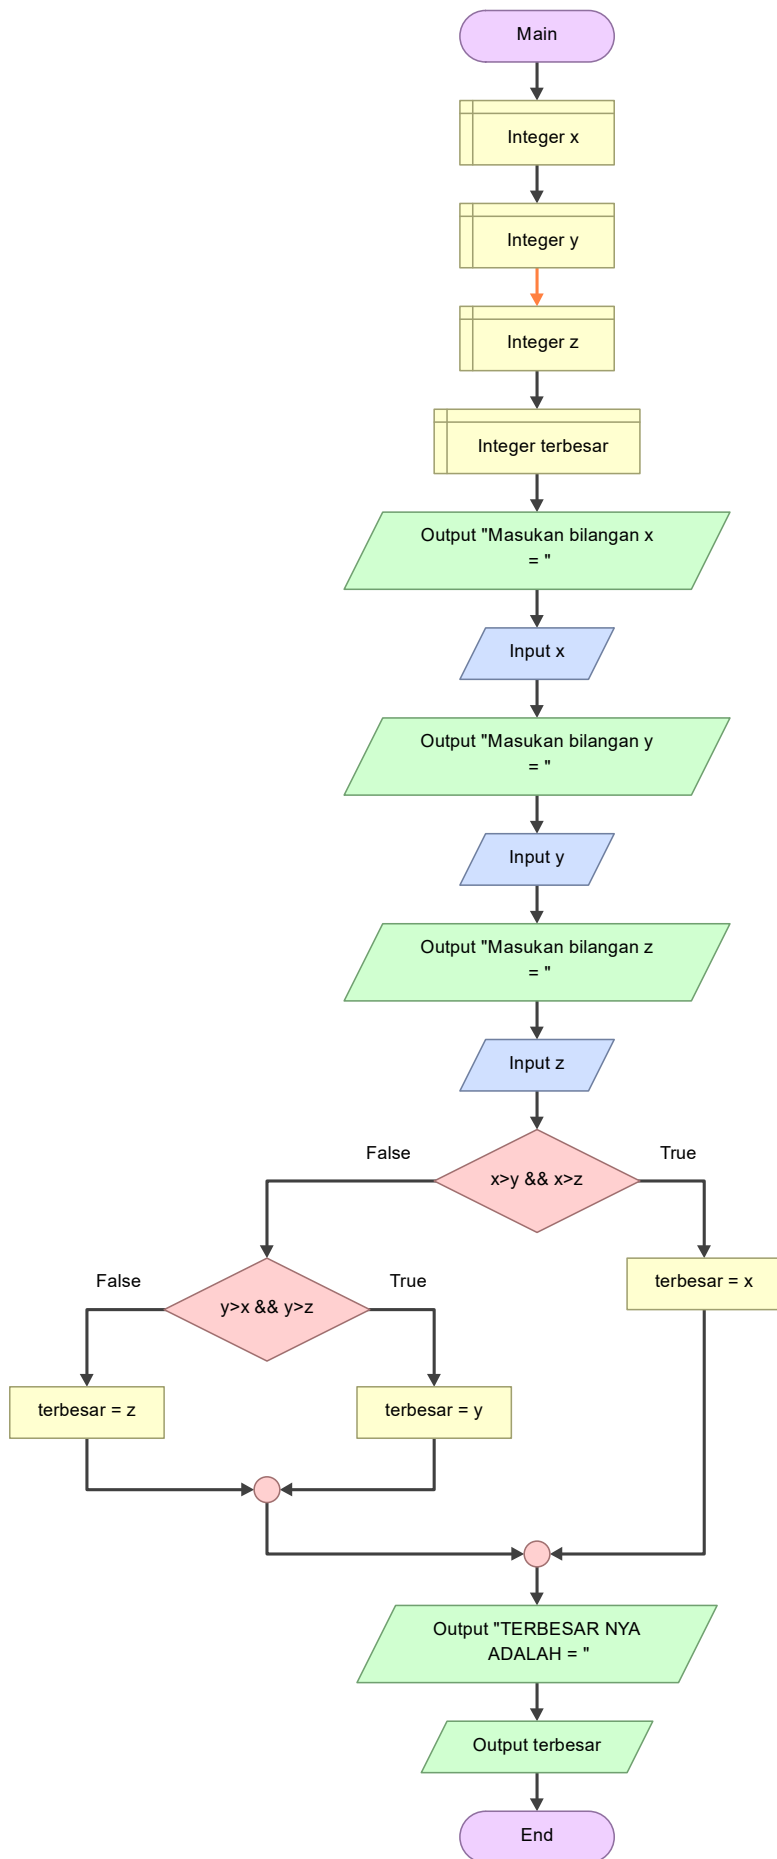 Main
Integer x
Integer y
Integer z
Integer terbesar
Output "Masukan bilangan x
= "
Input x
Output "Masukan bilangan y
= "
Input y
Output "Masukan bilangan z
= "
Input z
False
True
x>y && x>z
False
True
terbesar = x
y>x && y>z
terbesar = z
terbesar = y
Output "TERBESAR NYA
ADALAH = "
Output terbesar
End